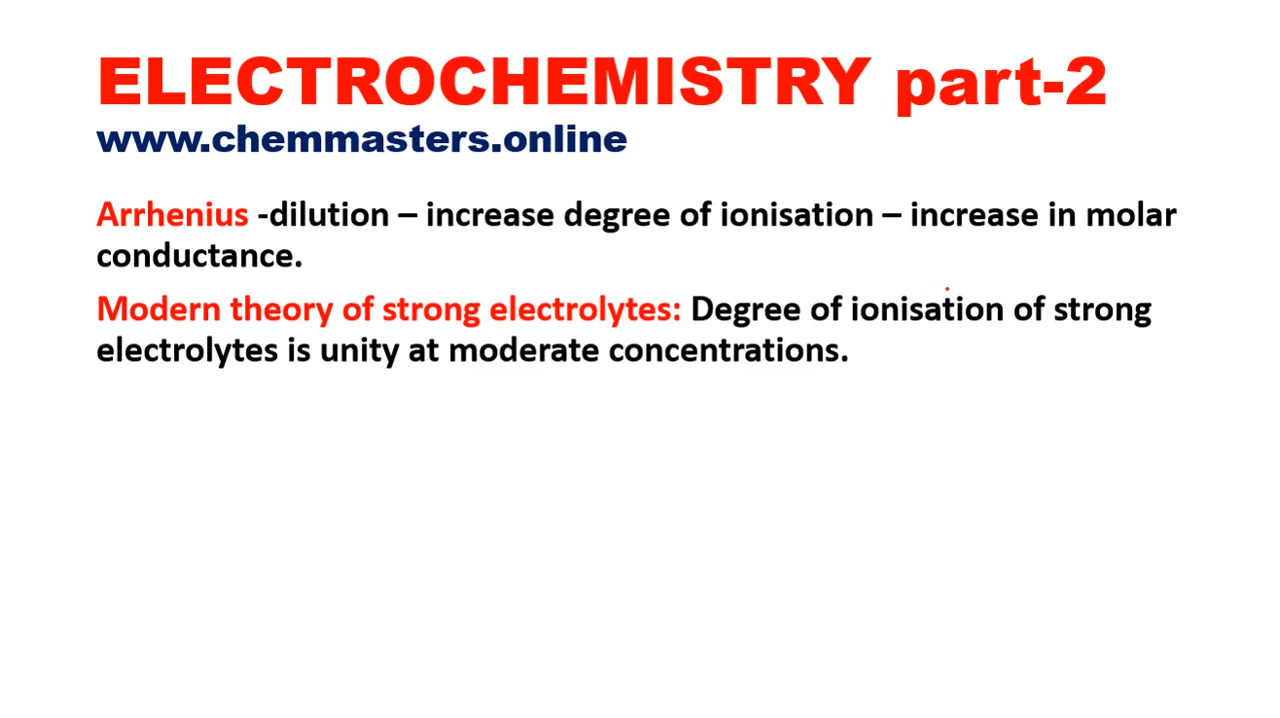 ELECTROCHEMISTRY part-2
www.chemmasters.online
Arrhenius -dilution – increase degree of ionisation – increase in molar
conductance.
Modern theory of strong electrolytes: Degree of ionisation of strong
electrolytes is unity at moderate concentrations.